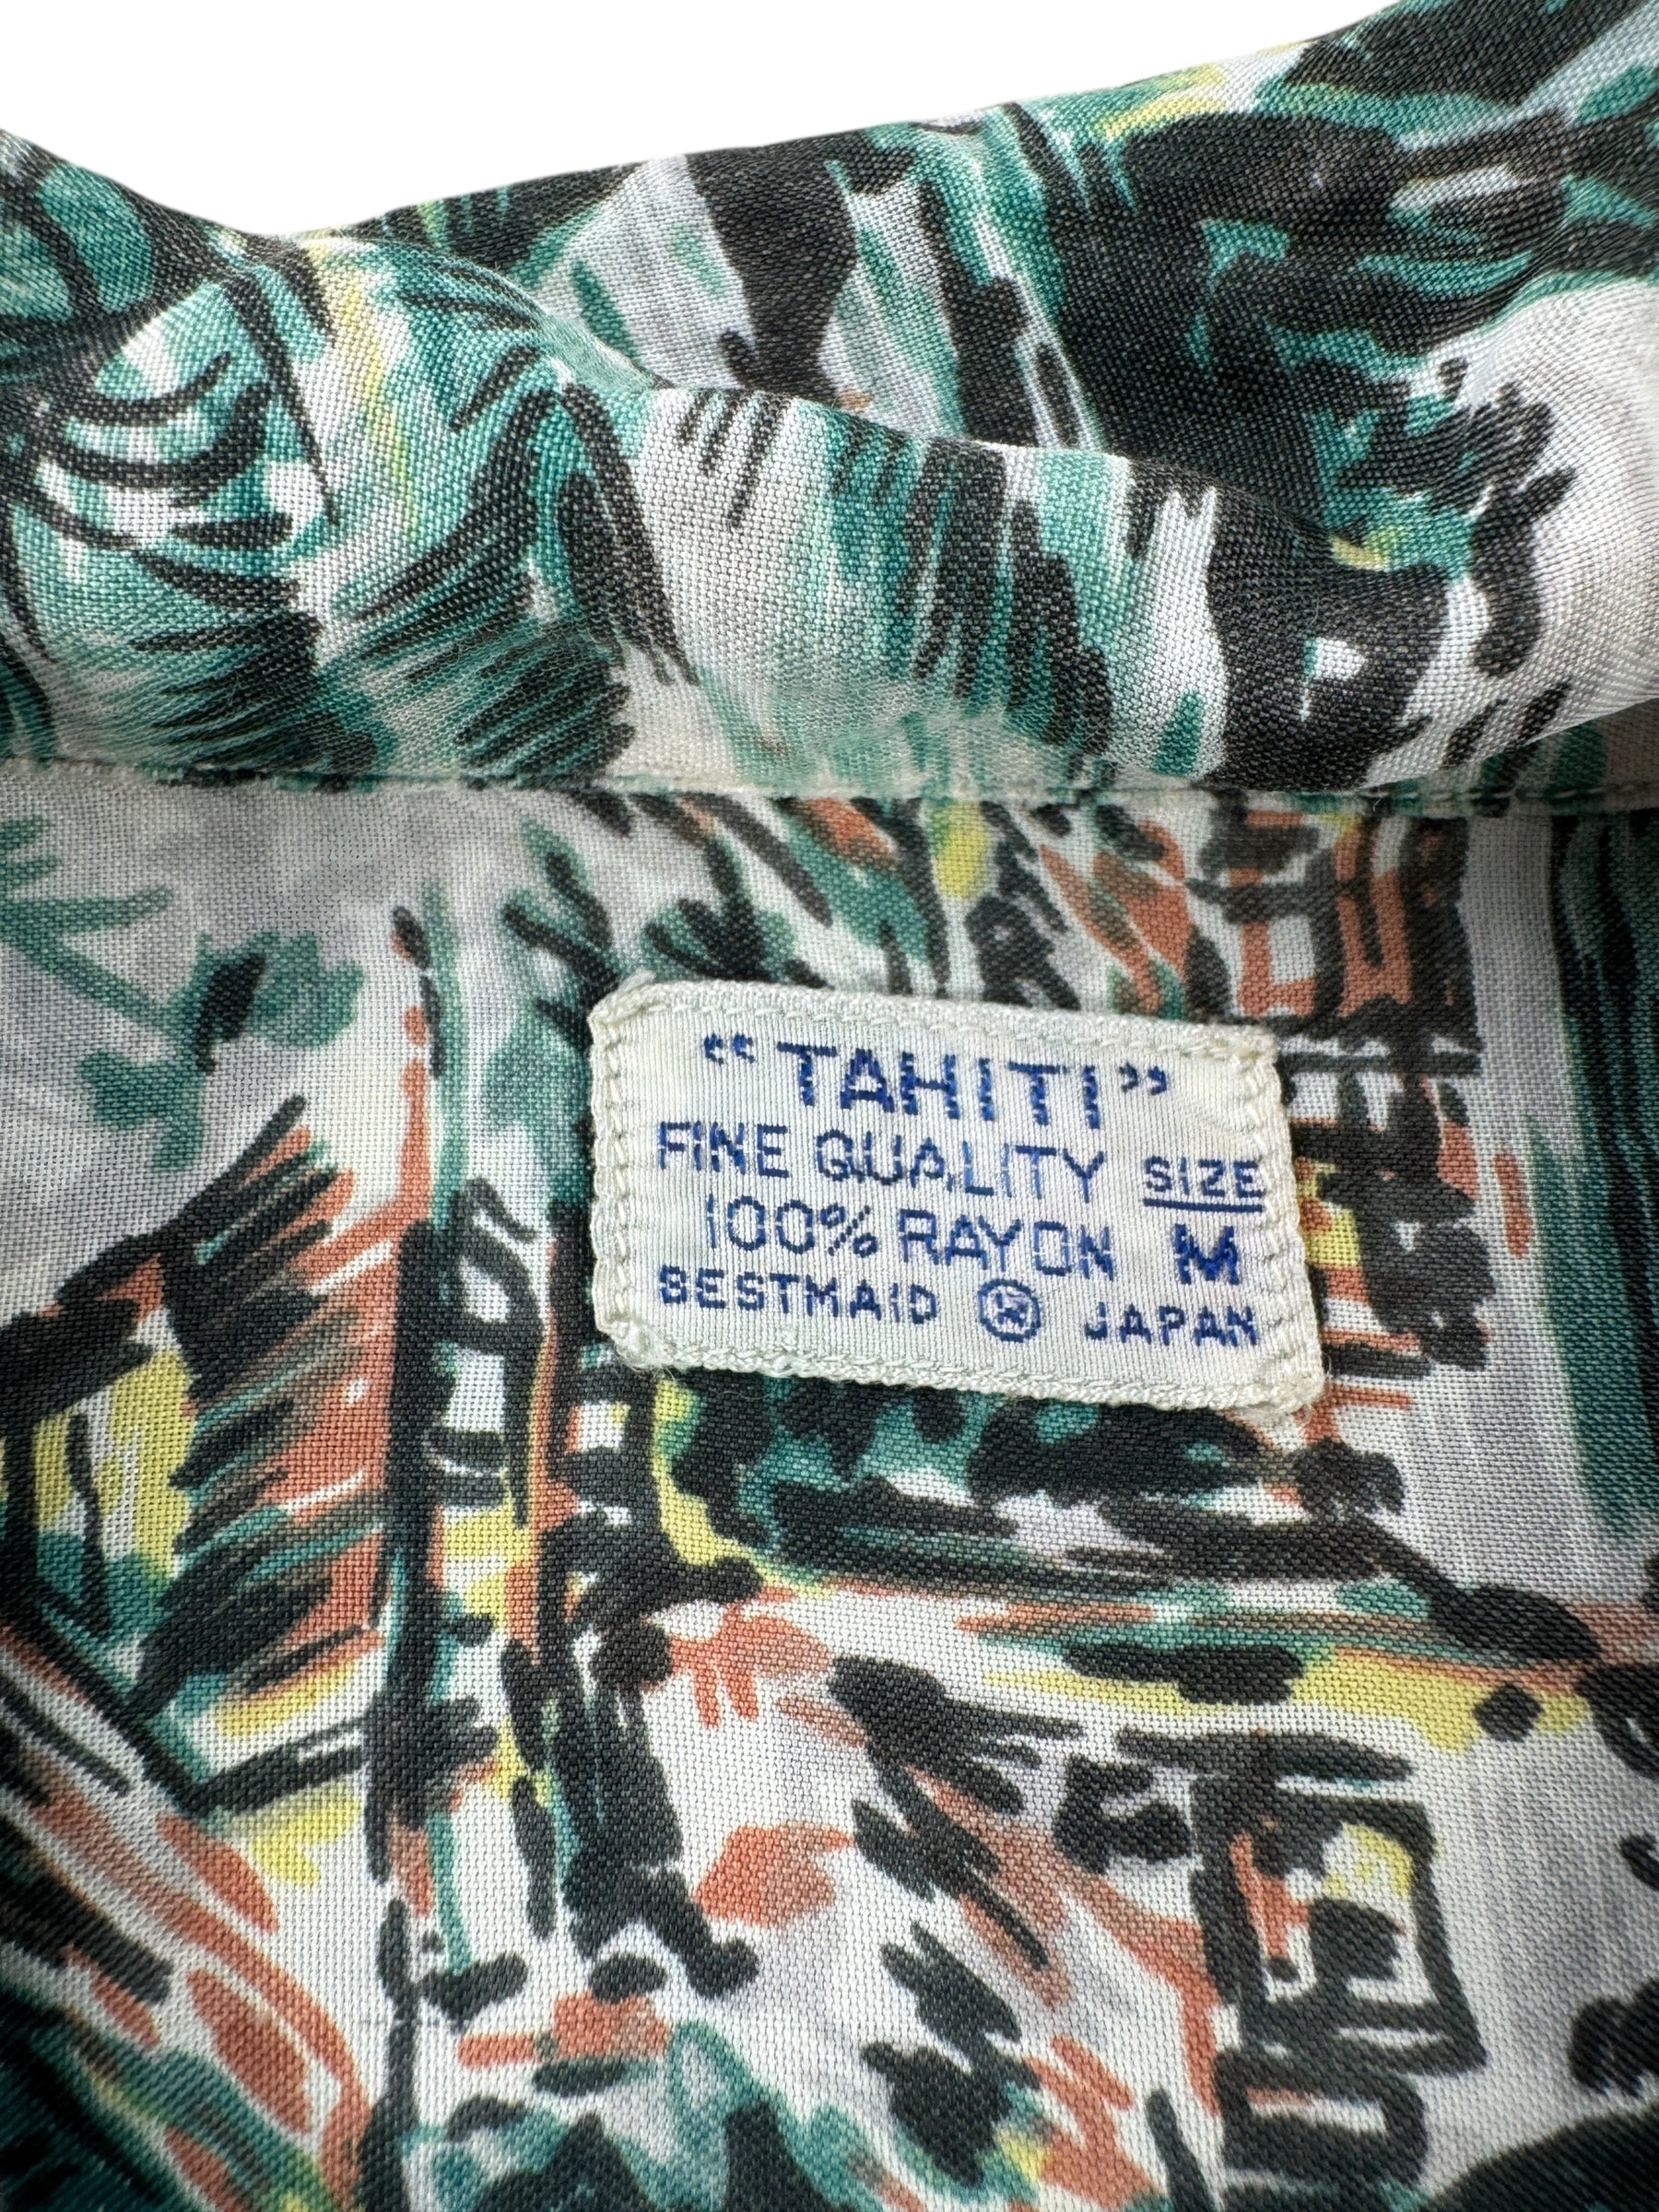 “TAHITI”
FINE QUALITY SIZE
100% RAYON M
BESTMAID ® JAPAN